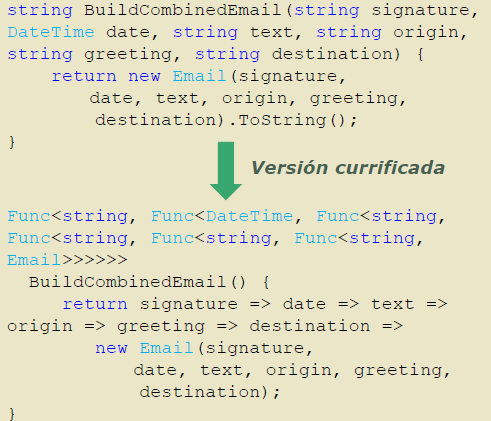 string BuildCombinedEmail(string signature,
DateTime date, string text, string origin,
string greeting, string destination) {
return new Email(signature,
date, text, origin, greeting,
destination).ToString();
}
Versión currificada
Func<string, Func<DateTime, Func<string,
Func<string, Func<string, Func<string,
Email>>>>>>
BuildCombinedEmail() {
return signature => date => text =>
origin => greeting => destination =>
new Email(signature,
date, text, origin, greeting,
destination);
}